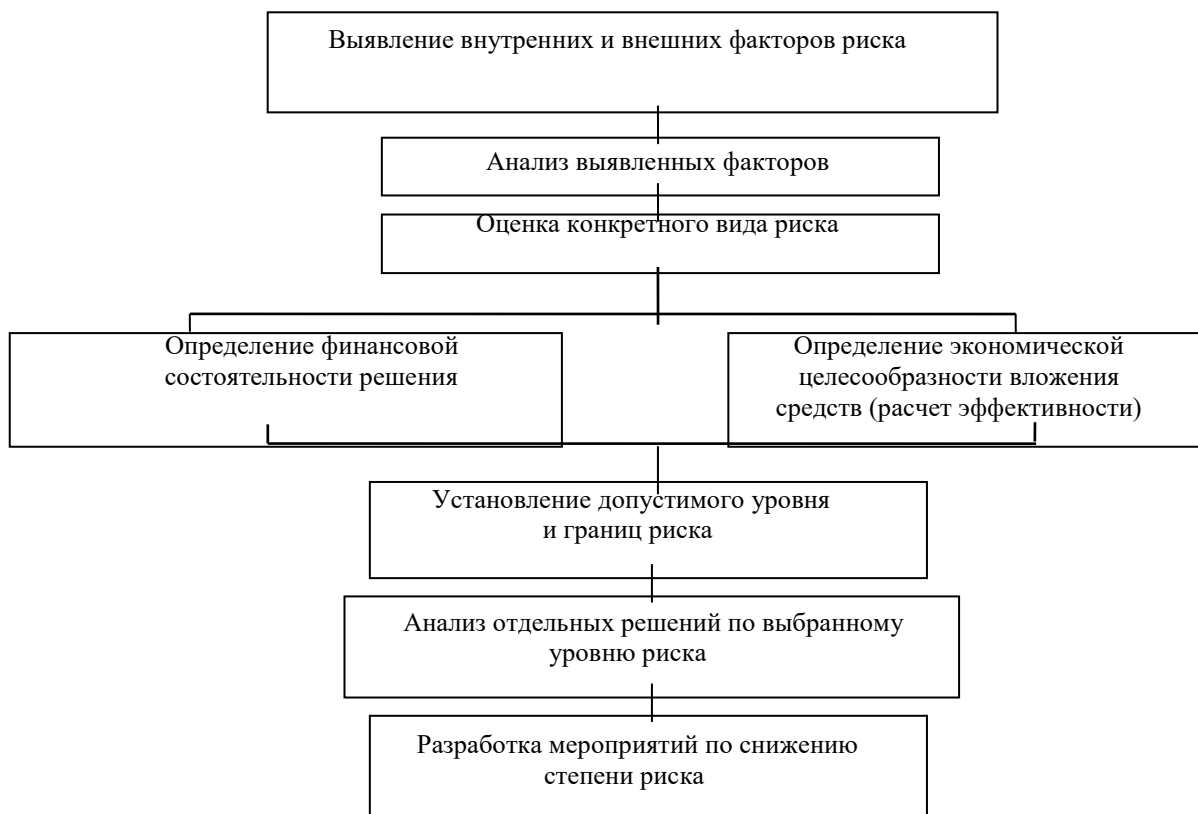 Выявление внутренних и внешних факторов риска
Анализ выявленных факторов
Оценка конкретного вида риска
Определение финансовой
состоятельности решения
Определение экономической
целесообразности вложения
средств (расчет эффективности)
Установление допустимого уровня
и границ риска
Анализ отдельных решений по выбранному
уровню риска
Разработка мероприятий по снижению
степени риска